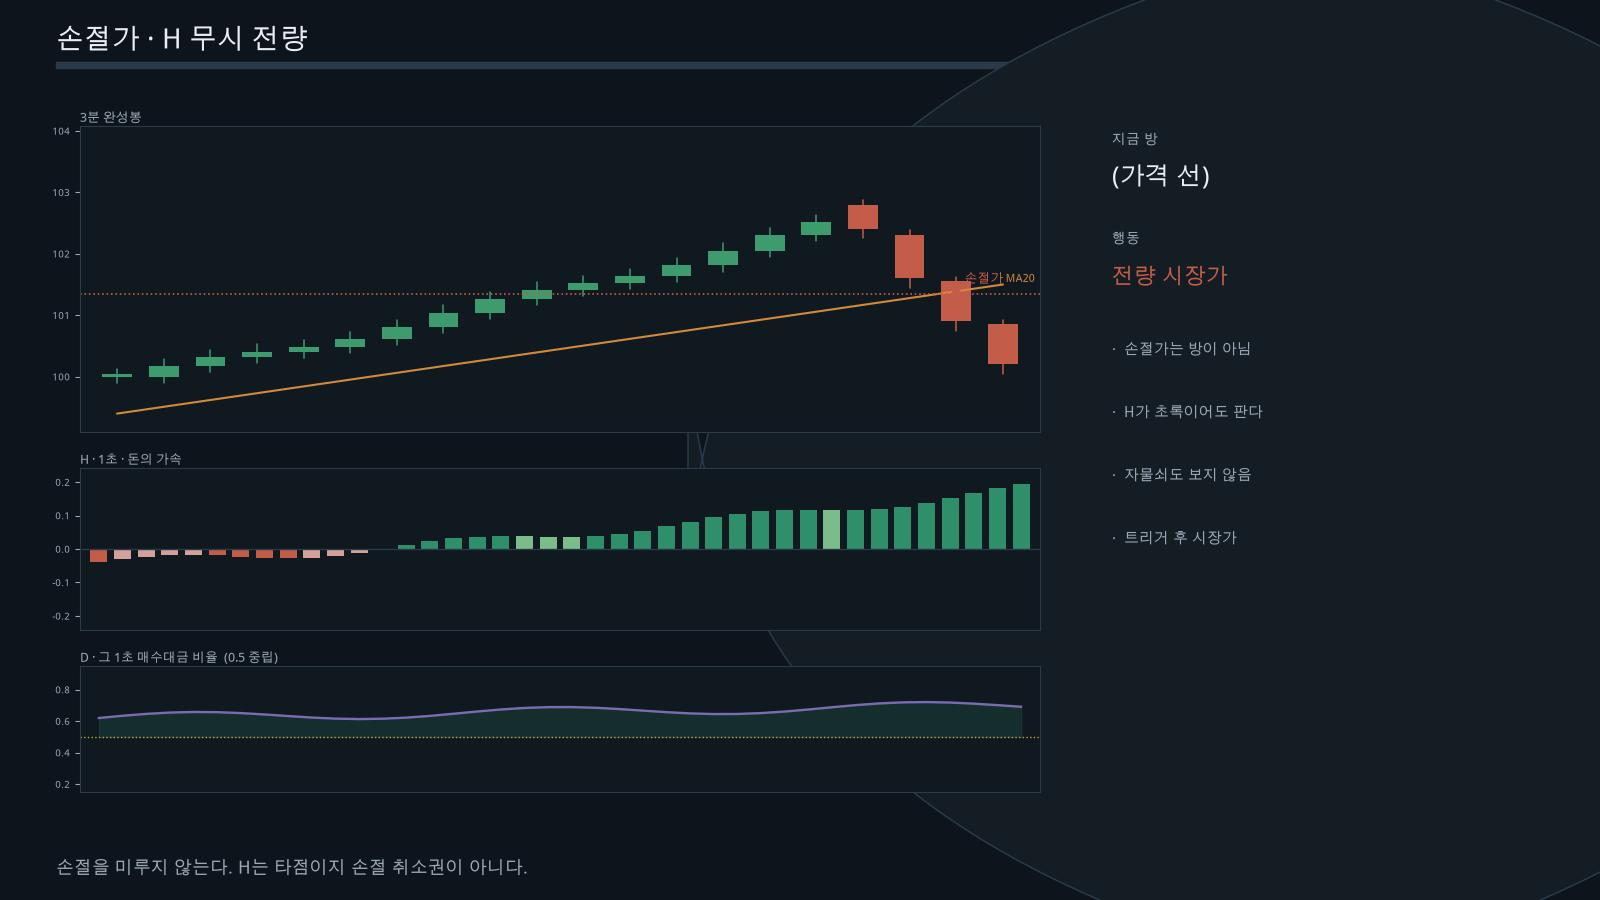 손절가 · H 무시 전량
3분 완성봉
104
103
102
101
100
손절가 MA20
H · 1초 · 돈의 가속
0.2
0.1
0.0
-0.1
-0.2
D · 그 1초 매수대금 비율 (0.5 중립)
0.8
0.6
0.4
0.2
지금 방
(가격 선)
행동
전량 시장가
· 손절가는 방이 아님
· H가 초록이어도 판다
· 자물쇠도 보지 않음
· 트리거 후 시장가
손절을 미루지 않는다. H는 타점이지 손절 취소권이 아니다.